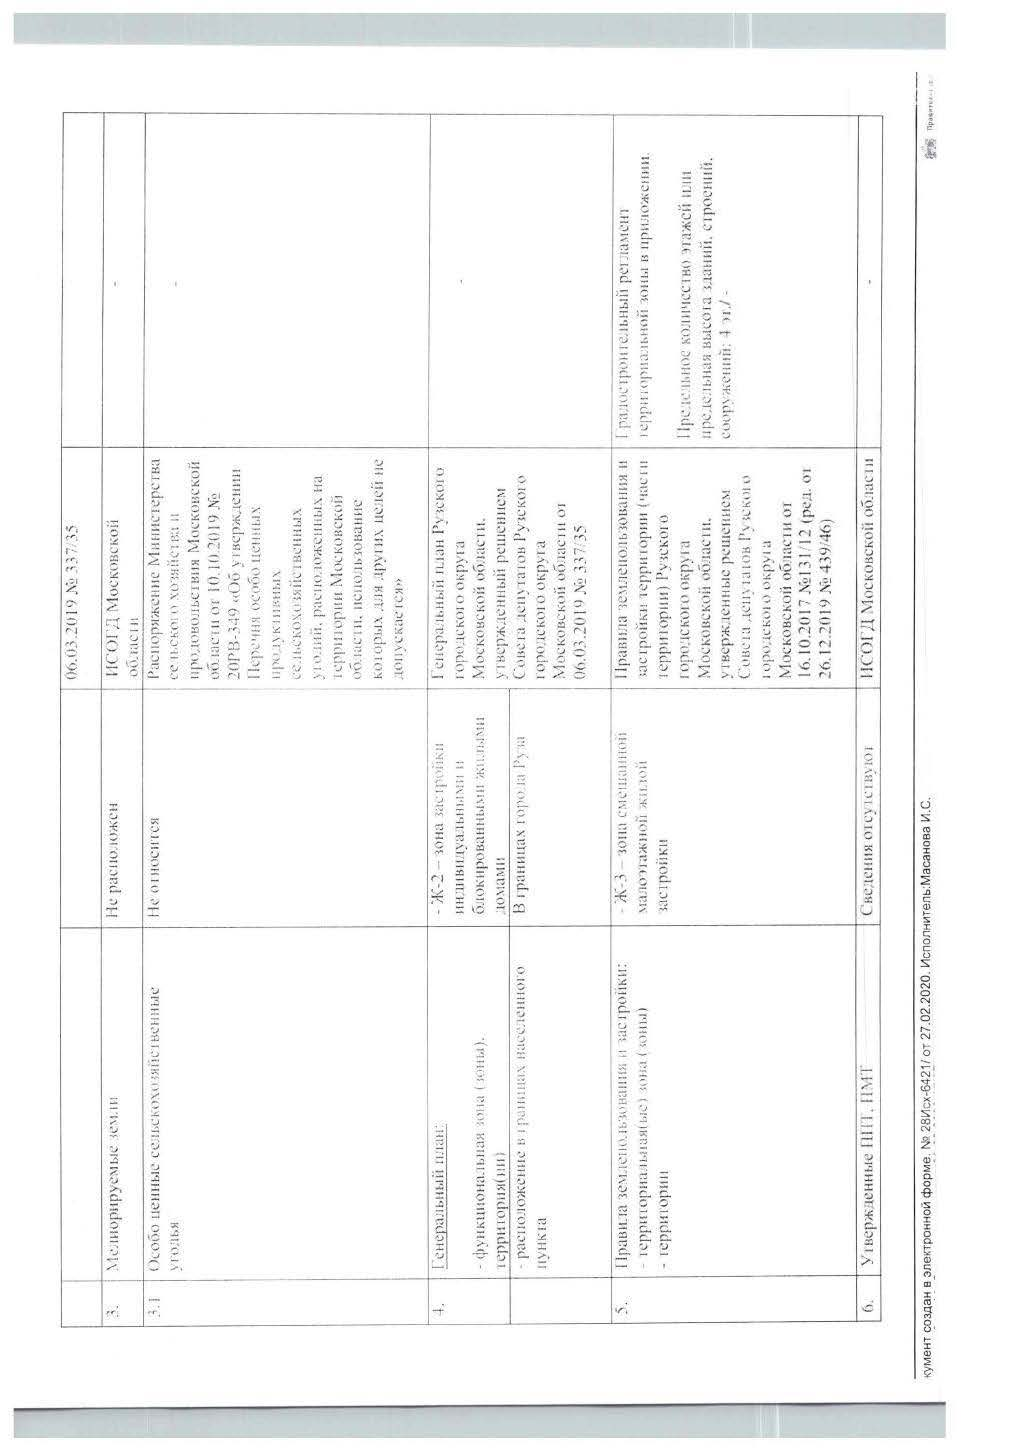 06.03.2019 № 337/35
3.
Мелиорируемые земли
Не расположен
ИСОГД Московской
области
-
3.1
Особо ценные сельскохозяйственные
угодья
Не относится
Распоряжение Министерства
сельского хозяйства и
продовольствия Московской
области от 10.10.2019 №
20РВ-349 «Об утверждении
Перечня особо ценных
продуктивных
сельскохозяйственных
угодий, расположенных на
территории Московской
области, использование
которых для других целей не
допускается»
-
4.
Генеральный план:
- функциональная зона (зоны),
территория(ии)
- Ж-2 – зона застройки
индивидуальными и
блокированными жилыми
домами
Генеральный план Рузского
городского округа
Московской области,
утвержденный решением
Совета депутатов Рузского
городского округа
Московской области от
06.03.2019 № 337/35
-
- расположение в границах населенного
пункта
В границах города Руза
5.
Правила землепользования и застройки:
- территориальная(ые) зона (зоны)
- территории
- Ж-3 – зона смешанной
малоэтажной жилой
застройки
Правила землепользования и
застройки территории (части
территории) Рузского
городского округа
Московской области,
утвержденные решением
Совета депутатов Рузского
городского округа
Московской области от
16.10.2017 №131/12 (ред. от
26.12.2019 № 439/46)
Градостроительный регламент
территориальной зоны в приложении.
Предельное количество этажей или
предельная высота зданий, строений,
сооружений: 4 эт./ -
6.
Утвержденные ППТ, ПМТ
Сведения отсутствуют
ИСОГД Московской области
-
кумент создан в электронной форме. № 28Исх-6421/ от 27.02.2020. Исполнитель:Масанова И.С.